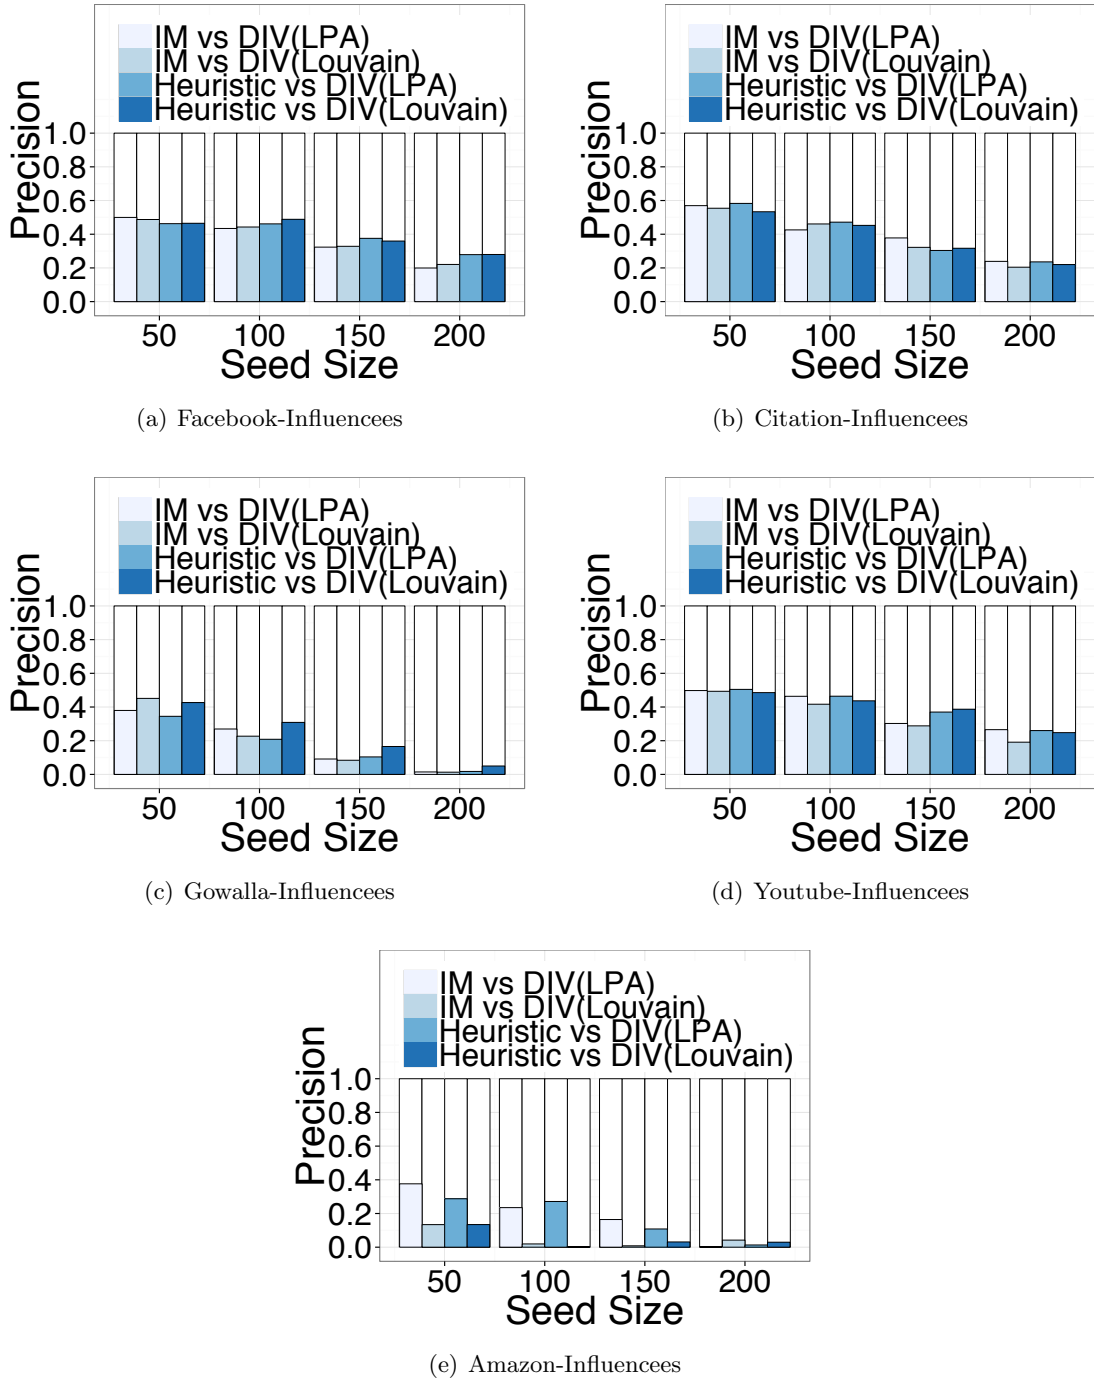 IM vs DIV(LPA)
IM vs DIV(Louvain)
Heuristic vs DIV(LPA)
Heuristic vs DIV(Louvain)
Precision
1.0
0.8
0.6
0.4
0.2
0.0
50 100 150 200
Seed Size
(a) Facebook-Influencees
IM vs DIV(LPA)
IM vs DIV(Louvain)
Heuristic vs DIV(LPA)
Heuristic vs DIV(Louvain)
Precision
1.0
0.8
0.6
0.4
0.2
0.0
50 100 150 200
Seed Size
(b) Citation-Influencees
IM vs DIV(LPA)
IM vs DIV(Louvain)
Heuristic vs DIV(LPA)
Heuristic vs DIV(Louvain)
Precision
1.0
0.8
0.6
0.4
0.2
0.0
50 100 150 200
Seed Size
(c) Gowalla-Influencees
IM vs DIV(LPA)
IM vs DIV(Louvain)
Heuristic vs DIV(LPA)
Heuristic vs DIV(Louvain)
Precision
1.0
0.8
0.6
0.4
0.2
0.0
50 100 150 200
Seed Size
(d) Youtube-Influencees
IM vs DIV(LPA)
IM vs DIV(Louvain)
Heuristic vs DIV(LPA)
Heuristic vs DIV(Louvain)
Precision
1.0
0.8
0.6
0.4
0.2
0.0
50 100 150 200
Seed Size
(e) Amazon-Influencees